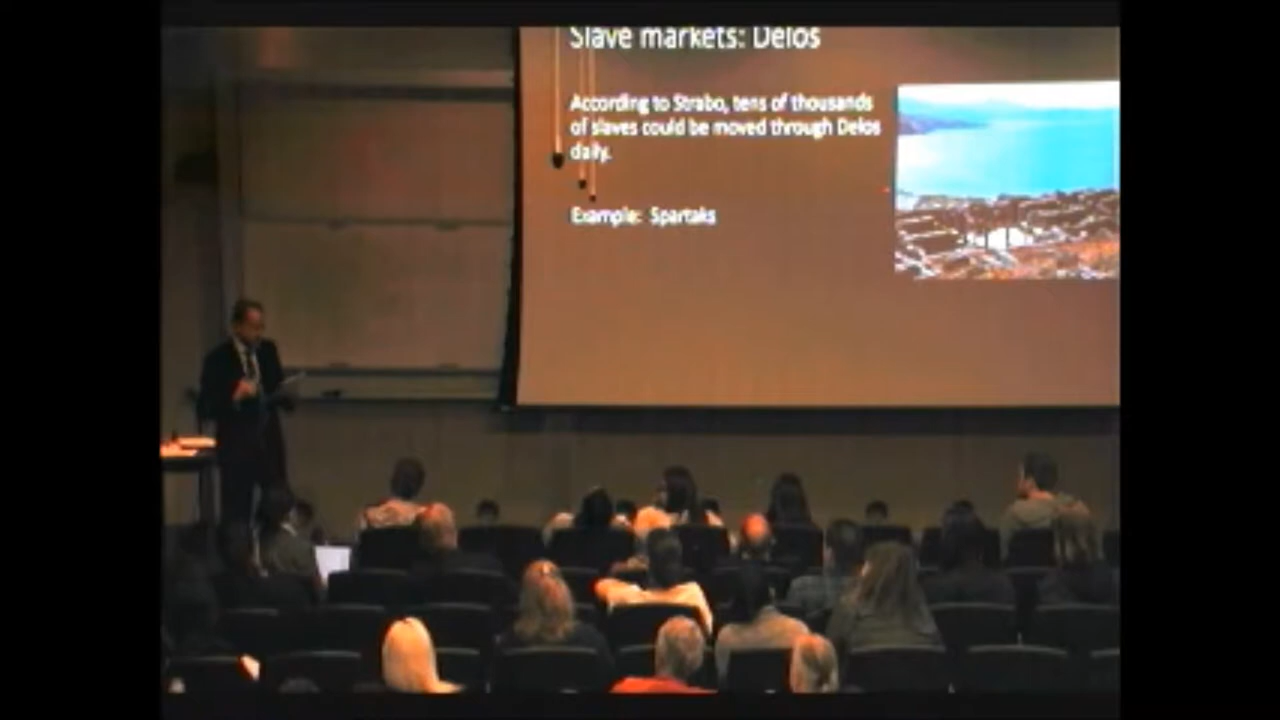 Slave markets: Delos
According to Strabo, tens of thousands
of slaves could be moved through Delos
daily.
Example: Spartaks